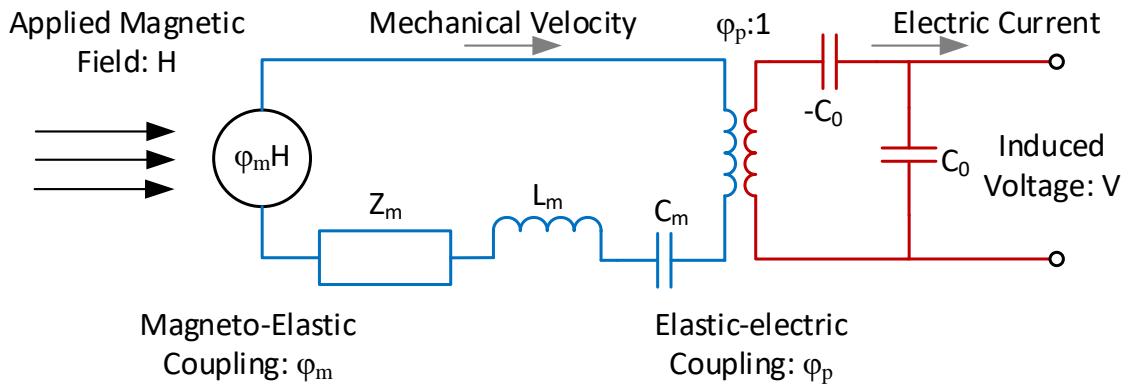 Applied Magnetic
Field: H
Mechanical Velocity
φp:1
Electric Current
-C0
φmH
C0
Induced
Voltage: V
Zm
Lm
Cm
Magneto-Elastic
Coupling: φm
Elastic-electric
Coupling: φp